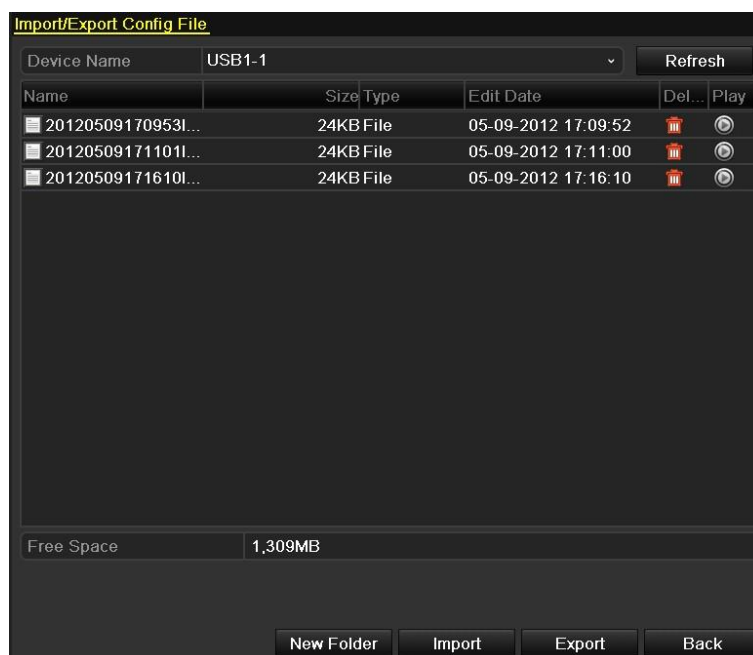 Import/Export Config File
Device Name USB1-1 Refresh
Name Size Type Edit Date Del... Play
20120509170953I... 24KB File 05-09-2012 17:09:52
20120509171101I... 24KB File 05-09-2012 17:11:00
20120509171610I... 24KB File 05-09-2012 17:16:10
Free Space 1,309MB
New Folder Import Export Back